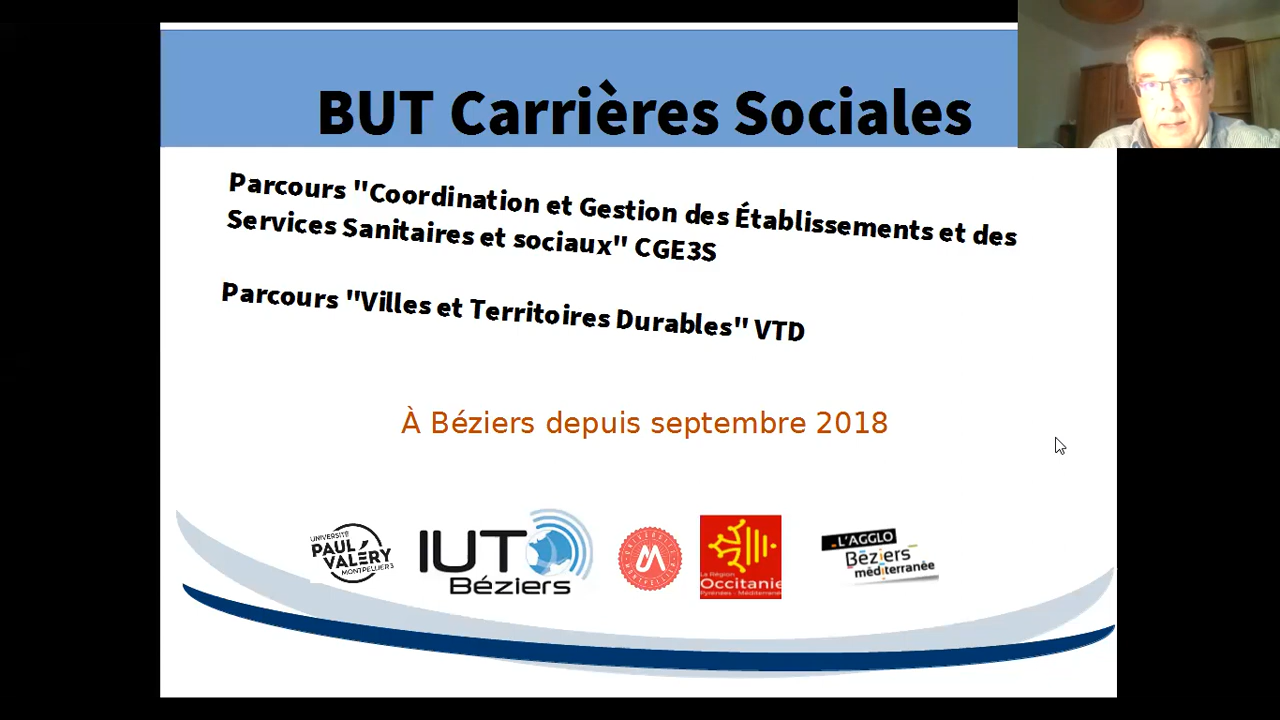 BUT Carrières Sociales
Parcours "Coordination et Gestion des Établissements et des
Services Sanitaires et sociaux" CGE3S
Parcours "Villes et Territoires Durables" VTD
À Béziers depuis septembre 2018
UNIVERSITÉ
PAUL
VALÉRY
MONTPELLIER3
IUT
Béziers
UNIVERSITÉ
M
MONTPELLIER
La Région
Occitanie
Pyrénées - Méditerranée
L'AGGLO
Béziers
méditerranée